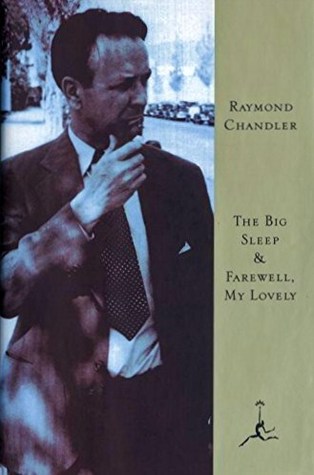 RAYMOND
CHANDLER
THE BIG
SLEEP
&
FAREWELL,
MY LOVELY